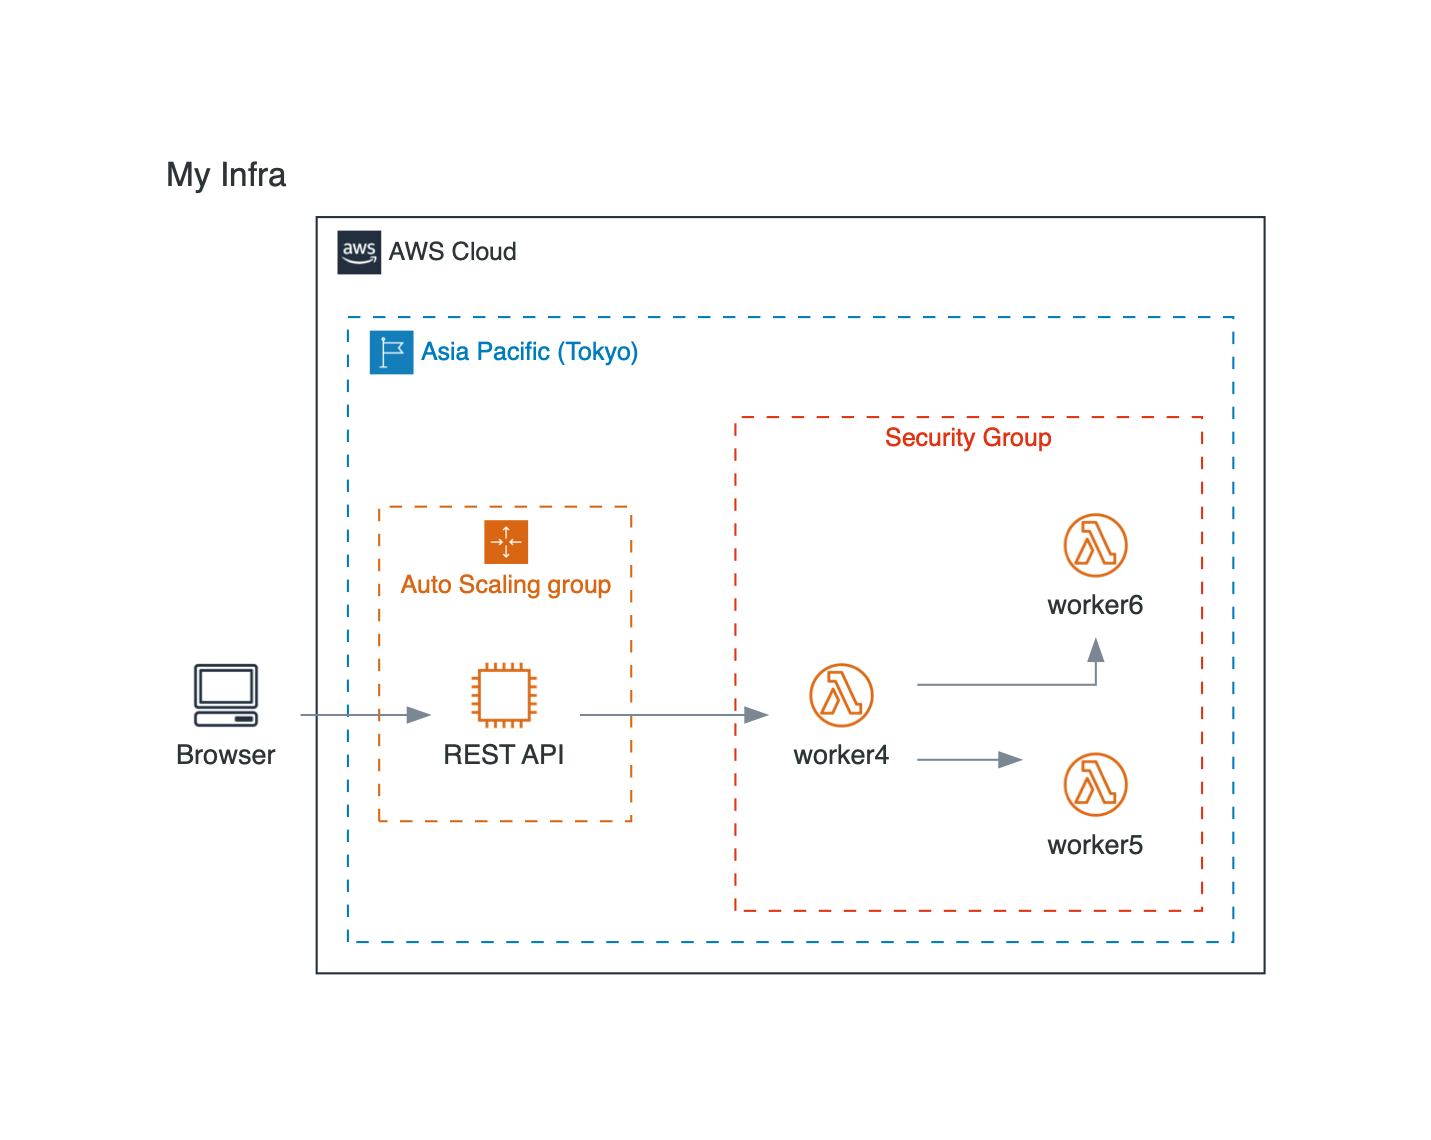 My Infra
aws
AWS Cloud
Asia Pacific (Tokyo)
Security Group
Auto Scaling group
worker6
Browser
REST API
worker4
worker5